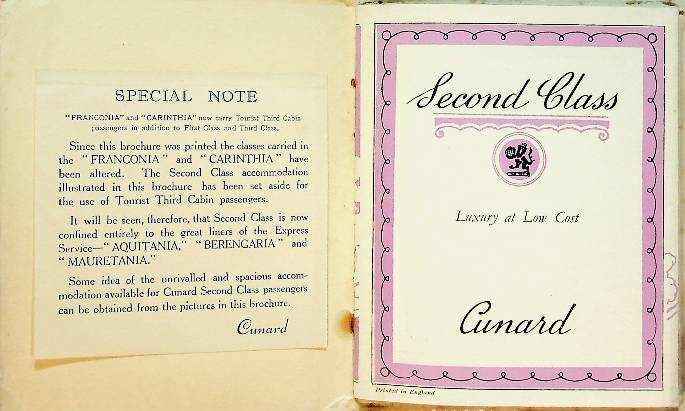 SPECIAL NOTE
"FRANCONIA" and "CARINTHIA" now carry Tourist Third Cabin
passengers in addition to First Class and Third Class.
Since this brochure was printed the classes carried in
the "FRANCONIA" and "CARINTHIA" have
been altered. The Second Class accommodation
illustrated in this brochure has been set aside for
the use of Tourist Third Cabin passengers.
It will be seen, therefore, that Second Class is now
confined entirely to the great liners of the Express
Service—"AQUITANIA," "BERENGARIA" and
"MAURETANIA."
Some idea of the unrivalled and spacious accom-
modation available for Cunard Second Class passengers
can be obtained from the pictures in this brochure.
Cunard
Second Class
Luxury at Low Cost
Cunard
Printed in England